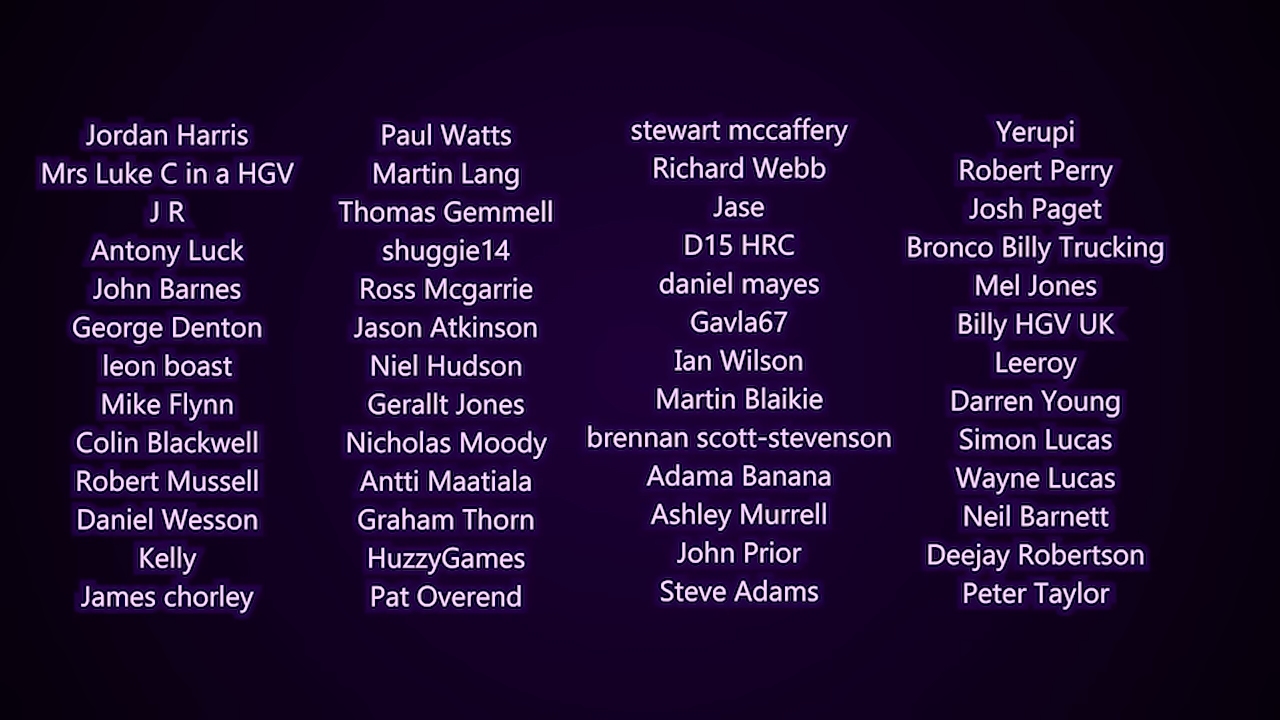 Jordan Harris
Mrs Luke C in a HGV
J R
Antony Luck
John Barnes
George Denton
leon boast
Mike Flynn
Colin Blackwell
Robert Mussell
Daniel Wesson
Kelly
James chorley
Paul Watts
Martin Lang
Thomas Gemmell
shuggie14
Ross Mcgarrie
Jason Atkinson
Niel Hudson
Gerallt Jones
Nicholas Moody
Antti Maatiala
Graham Thorn
HuzzyGames
Pat Overend
stewart mccaffery
Richard Webb
Jase
D15 HRC
daniel mayes
Gavla67
Ian Wilson
Martin Blaikie
brennan scott-stevenson
Adama Banana
Ashley Murrell
John Prior
Steve Adams
Yerupi
Robert Perry
Josh Paget
Bronco Billy Trucking
Mel Jones
Billy HGV UK
Leeroy
Darren Young
Simon Lucas
Wayne Lucas
Neil Barnett
Deejay Robertson
Peter Taylor